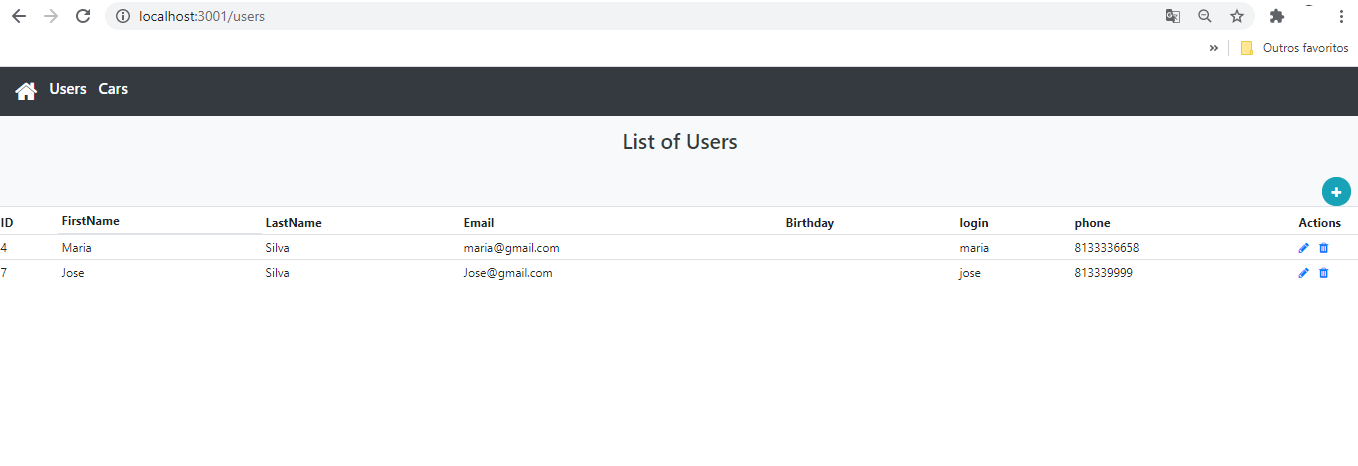 localhost:3001/users
» Outros favoritos
Users Cars
List of Users
+
ID FirstName LastName Email Birthday login phone Actions
4 Maria Silva maria@gmail.com maria 8133336658
7 Jose Silva Jose@gmail.com jose 813339999